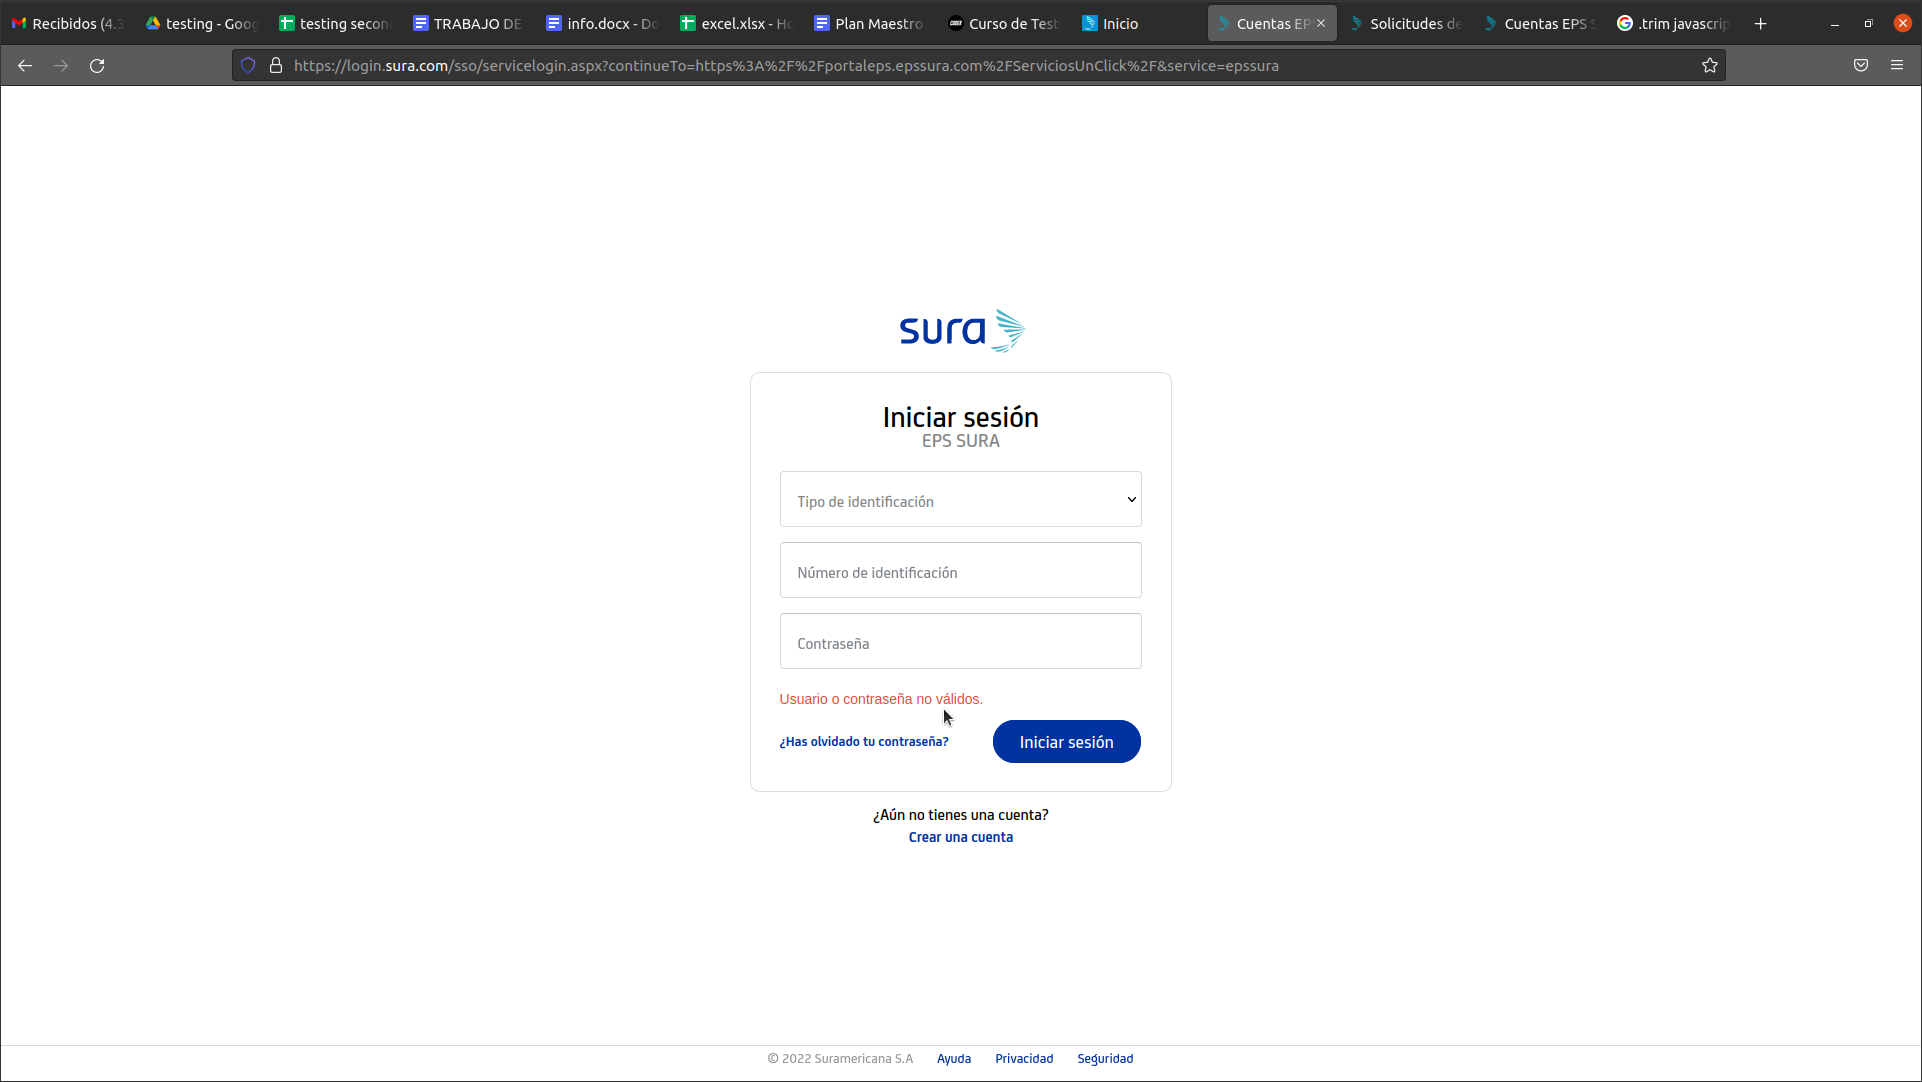 Recibidos (4.3
testing - Goog
testing secon
TRABAJO DE
info.docx - Do
excel.xlsx - Ho
Plan Maestro
Curso de Test
Inicio
Cuentas EP
Solicitudes de
Cuentas EPS S
.trim javascrip
https://login.sura.com/sso/servicelogin.aspx?continueTo=https%3A%2F%2Fportaleps.epssura.com%2FServiciosUnClick%2F&service=epssura
sura
Iniciar sesión
EPS SURA
Tipo de identificación
Número de identificación
Contraseña
Usuario o contraseña no válidos.
¿Has olvidado tu contraseña?
Iniciar sesión
¿Aún no tienes una cuenta?
Crear una cuenta
© 2022 Suramericana S.A Ayuda Privacidad Seguridad